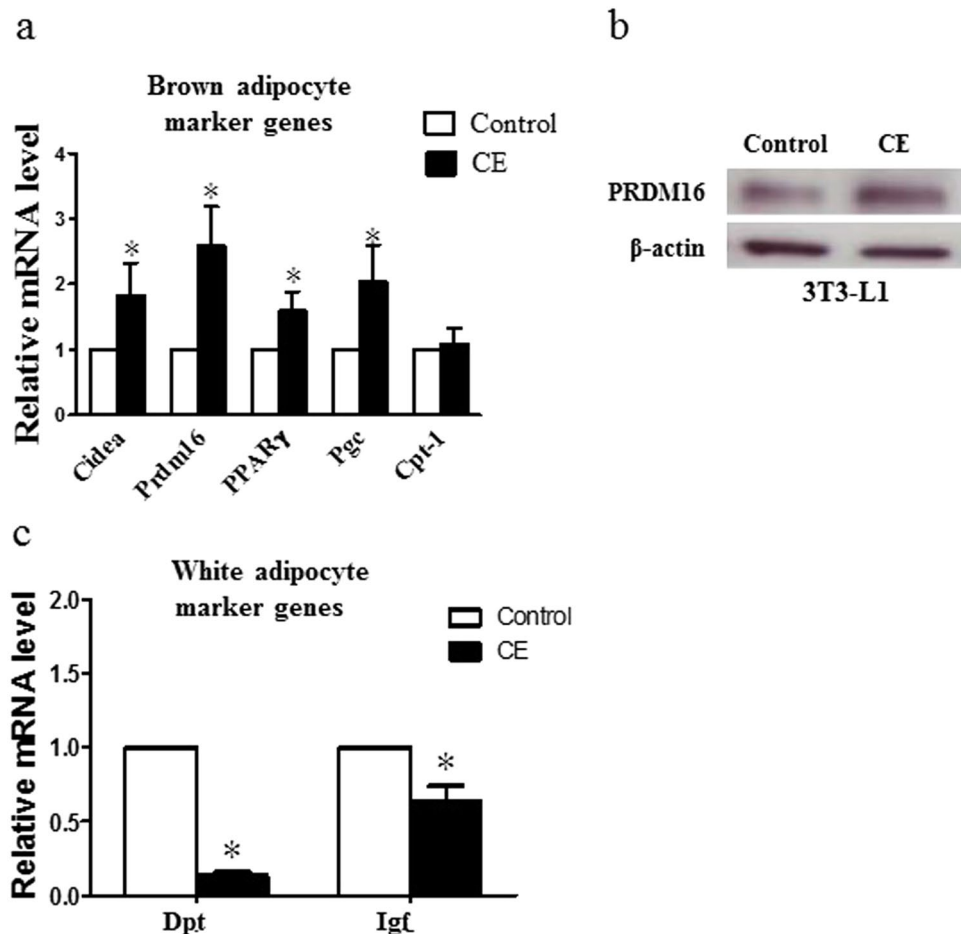 a
Brown adipocyte
marker genes
Control
CE
Relative mRNA level
4
3
2
1
0
*
*
*
*
Cidea
Prdm16
PPARγ
Pgc
Cpt-1
b
Control CE
PRDM16
β-actin
3T3-L1
c
White adipocyte
marker genes
Control
CE
Relative mRNA level
2.0
1.5
1.0
0.5
0.0
*
*
Dpt
Igf